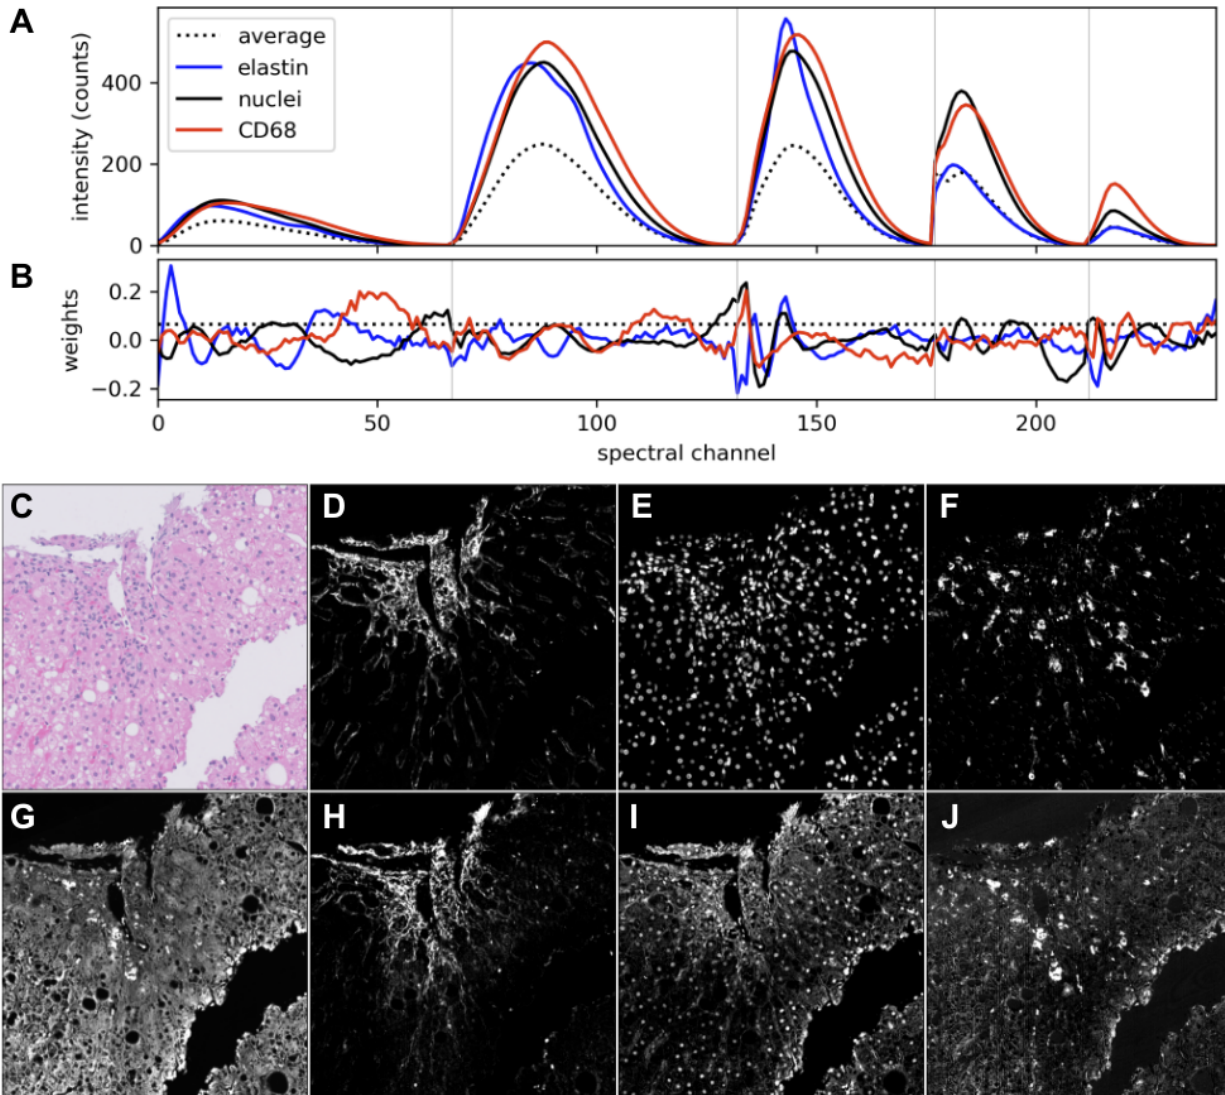 A
average
elastin
nuclei
CD68
intensity (counts)
400
200
0
B
weights
0.2
0.0
−0.2
0 50 100 150 200
spectral channel
C D E F
G H I J